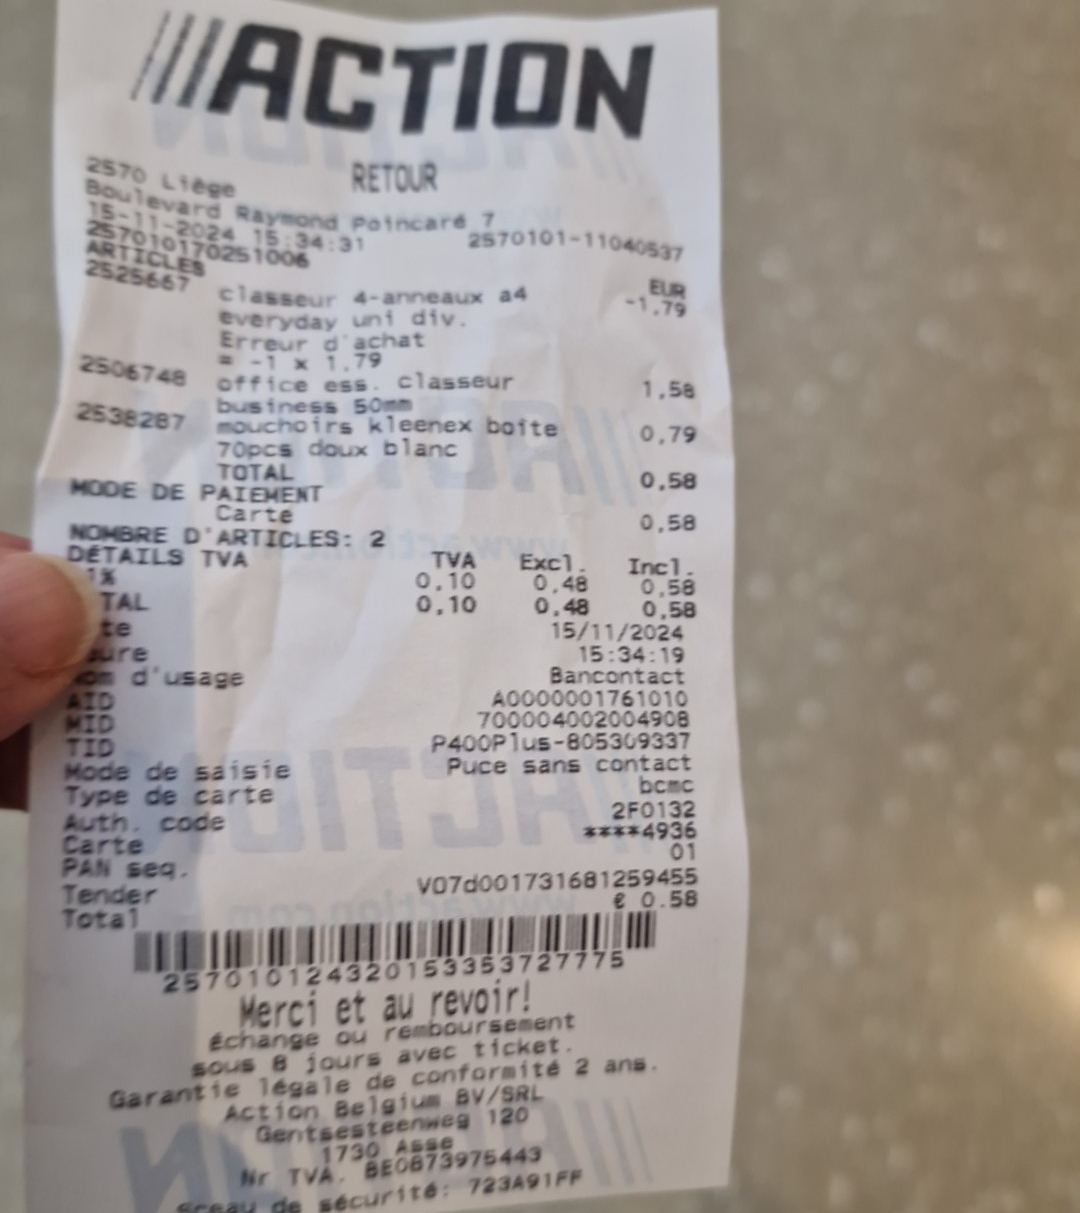 ACTION
RETOUR
2570 Liège
Boulevard Raymond Poincaré 7
15-11-2024 15:34:31 2570101-11040537
257010170251006
ARTICLES EUR
2525667 classeur 4-anneaux a4 -1,79
everyday uni div.
Erreur d'achat
= -1 x 1,79
2506748 office ess. classeur 1,58
business 50mm
2538287 mouchoirs kleenex boîte 0,79
70pcs doux blanc
TOTAL 0,58
MODE DE PAIEMENT
Carte 0,58
NOMBRE D'ARTICLES: 2
DÉTAILS TVA TVA Excl. Incl.
1% 0,10 0,48 0,58
TAL 0,10 0,48 0,58
te 15/11/2024
eure 15:34:19
om d'usage Bancontact
AID A0000001761010
MID 700004002004908
TID P400Plus-805309337
Mode de saisie Puce sans contact
Type de carte bcmc
Auth. code 2F0132
Carte ****4936
PAN seq. 01
Tender V07d001731681259455
Total € 0.58
257010124320153353727775
Merci et au revoir!
échange ou remboursement
sous 8 jours avec ticket.
Garantie légale de conformité 2 ans.
Action Belgium BV/SRL
Gentsesteenweg 120
1730 Asse
Nr TVA. BE0873975443
Sceau de sécurité: 723A91FF